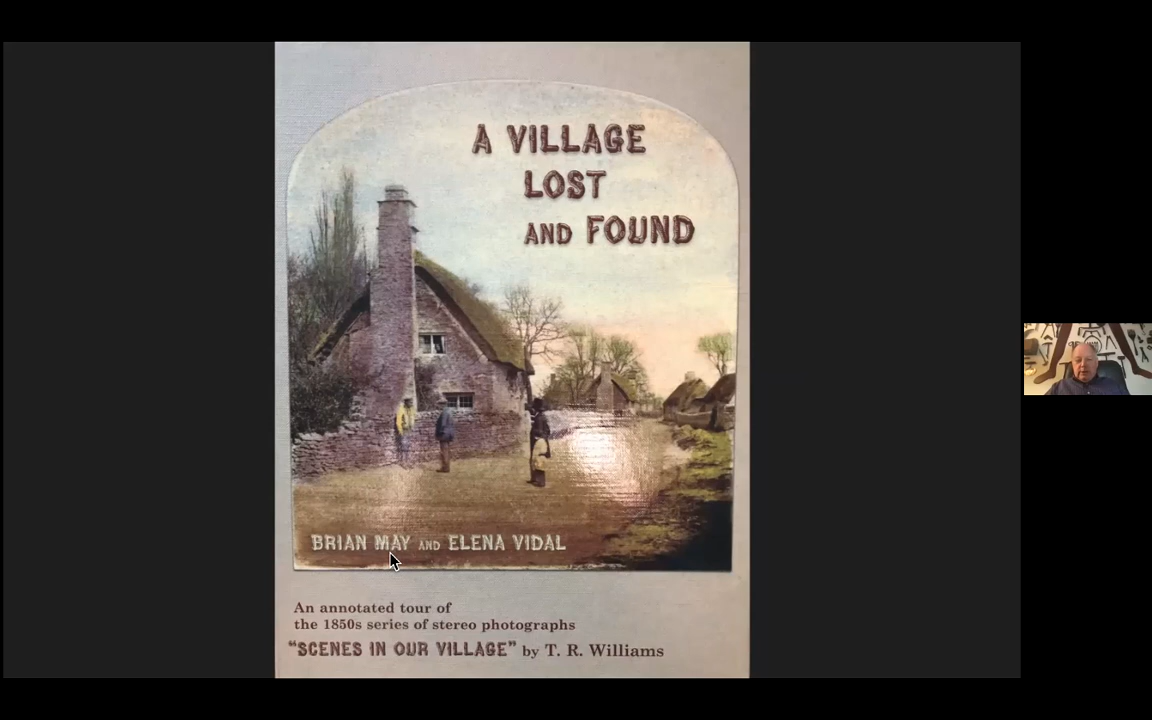 A VILLAGE
LOST
AND FOUND
BRIAN MAY AND ELENA VIDAL
An annotated tour of
the 1850s series of stereo photographs
"SCENES IN OUR VILLAGE" by T. R. Williams